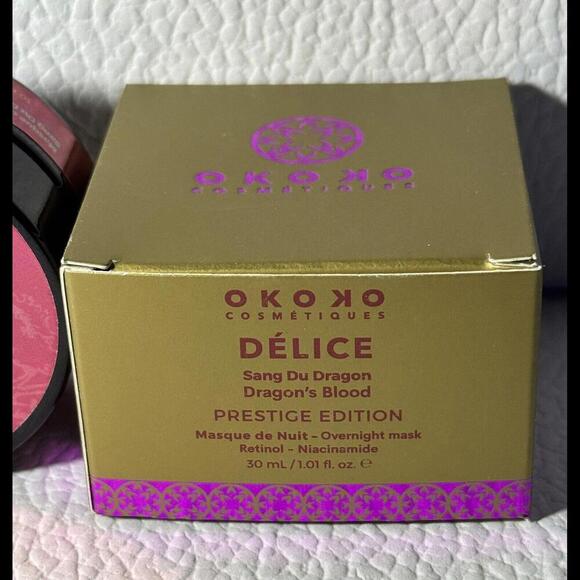 OKOKO
COSMÉTIQUES
OKOKO
COSMÉTIQUES
DÉLICE
Sang Du Dragon
Dragon's Blood
PRESTIGE EDITION
Masque de Nuit - Overnight mask
Retinol - Niacinamide
30 mL / 1.01 fl. oz. ℮